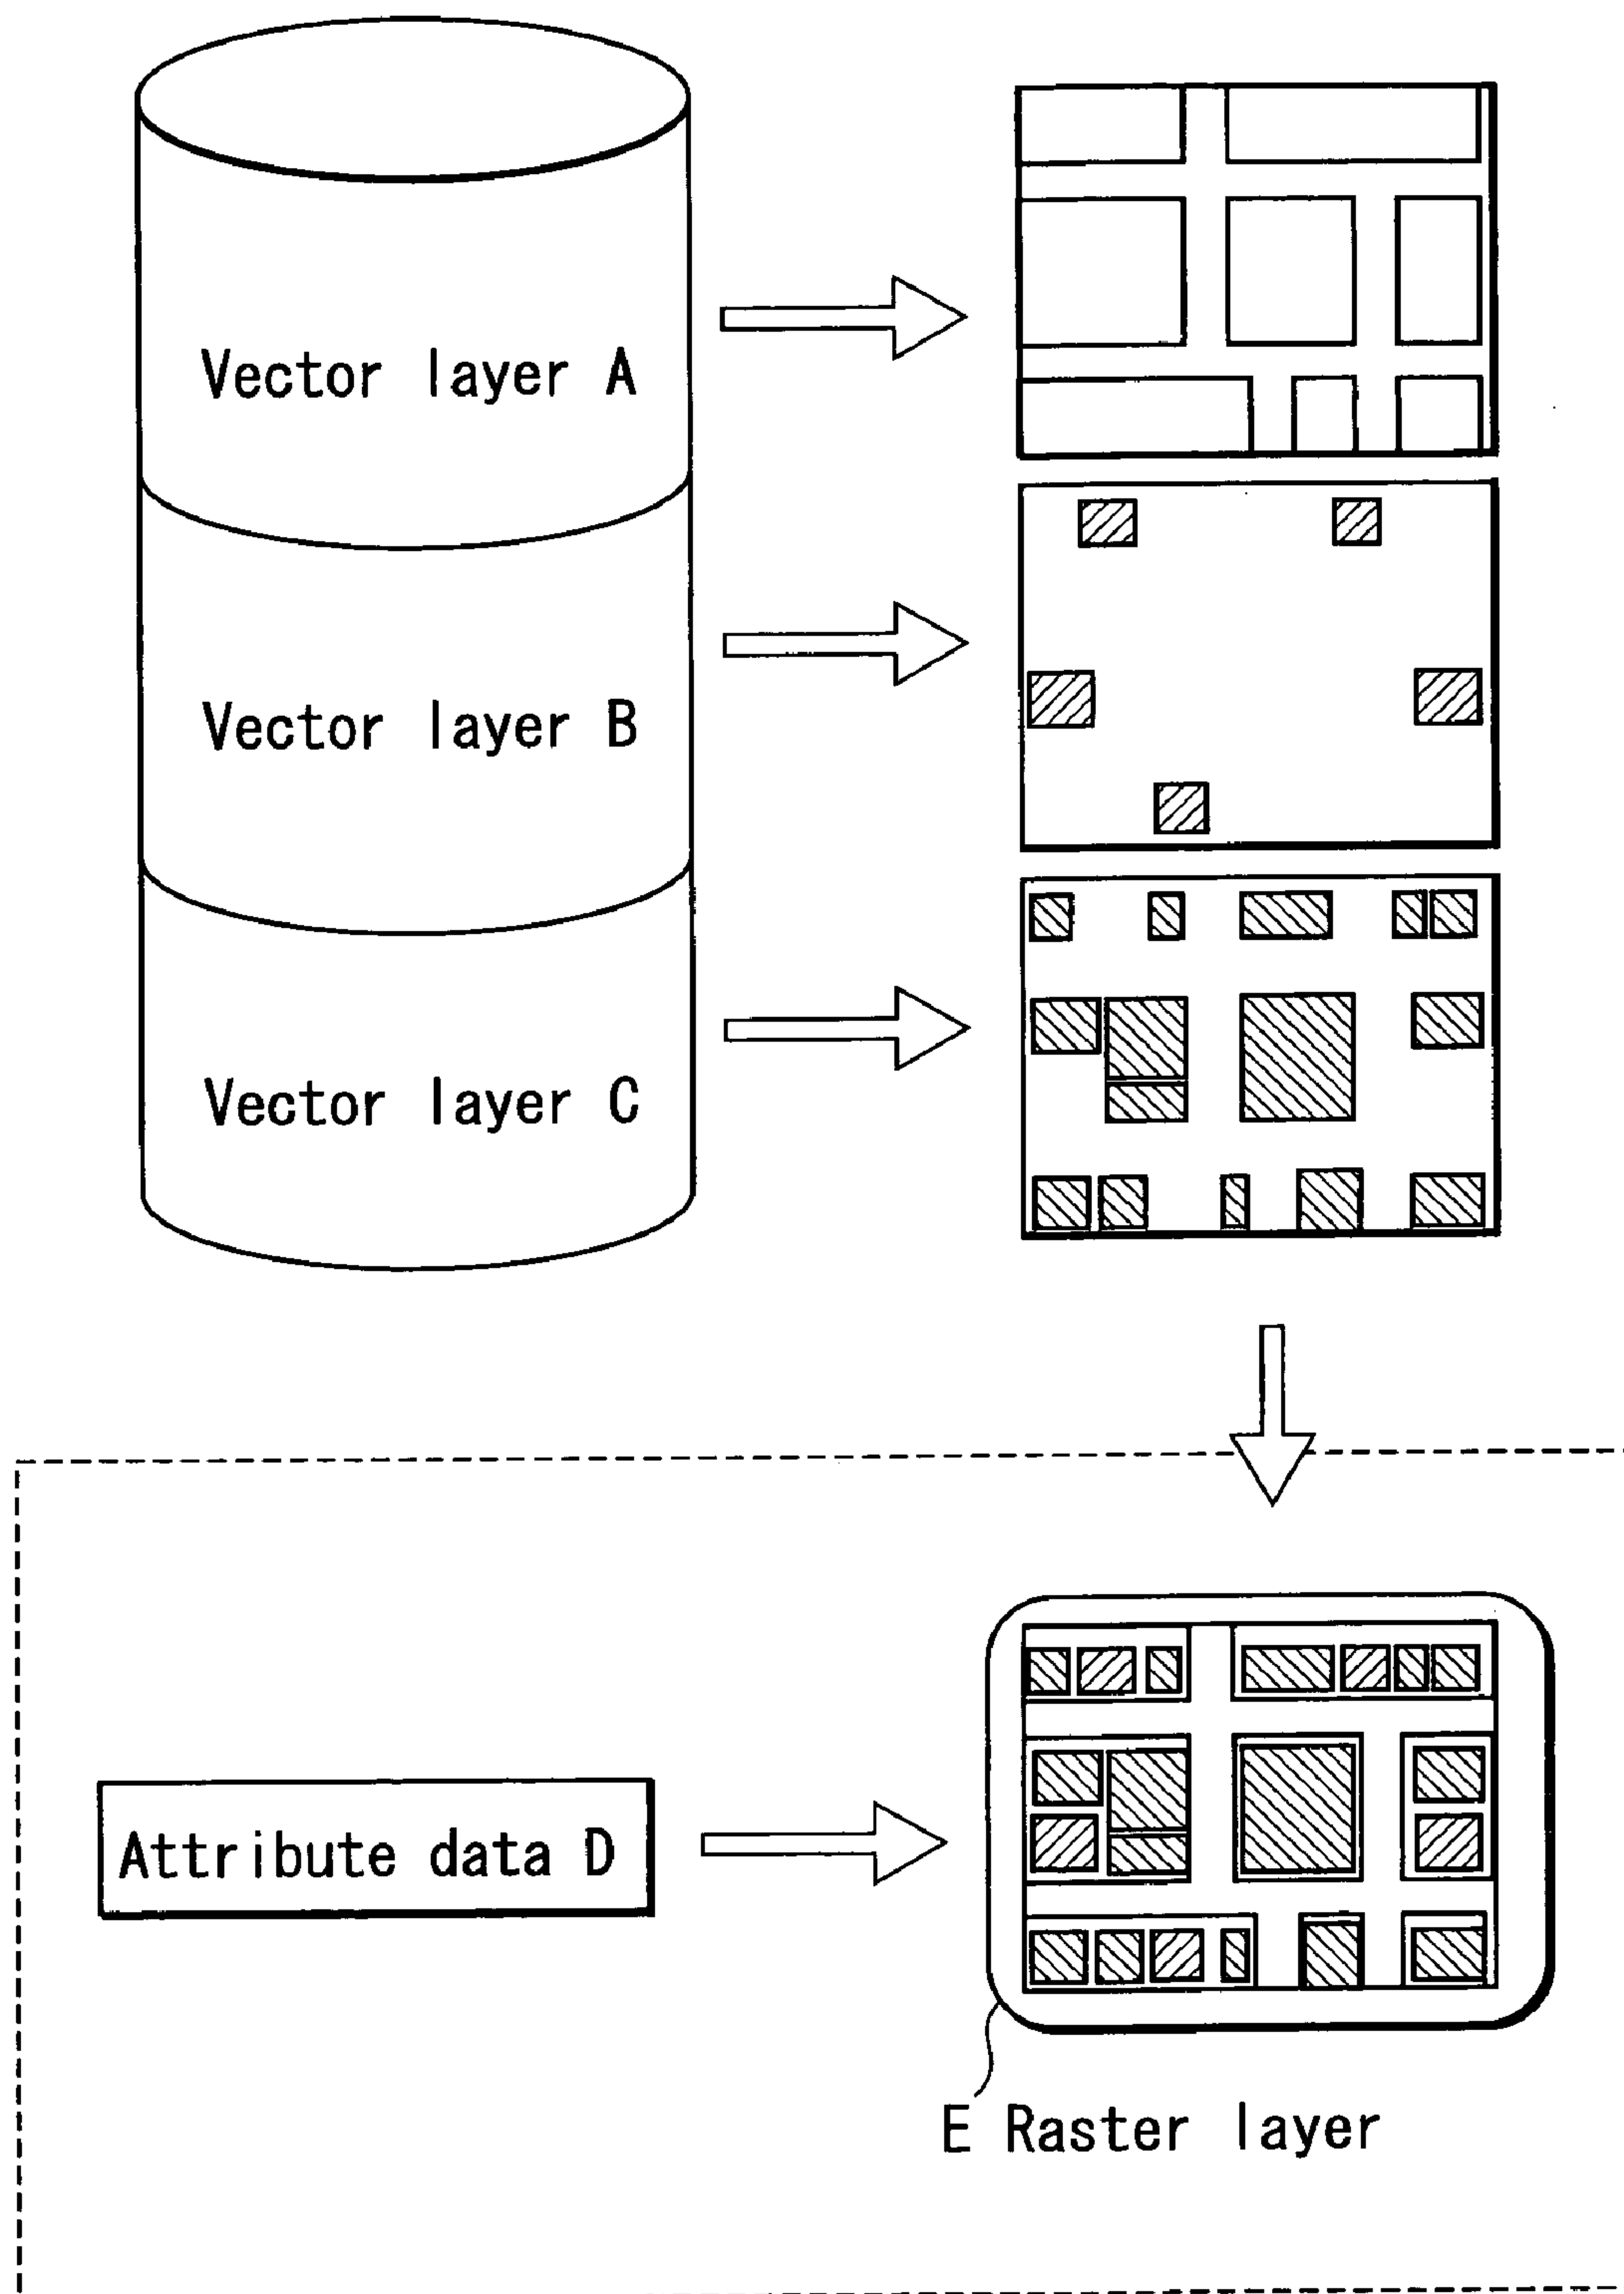 Vector layer A
Vector layer B
Vector layer C
Attribute data D
E Raster layer